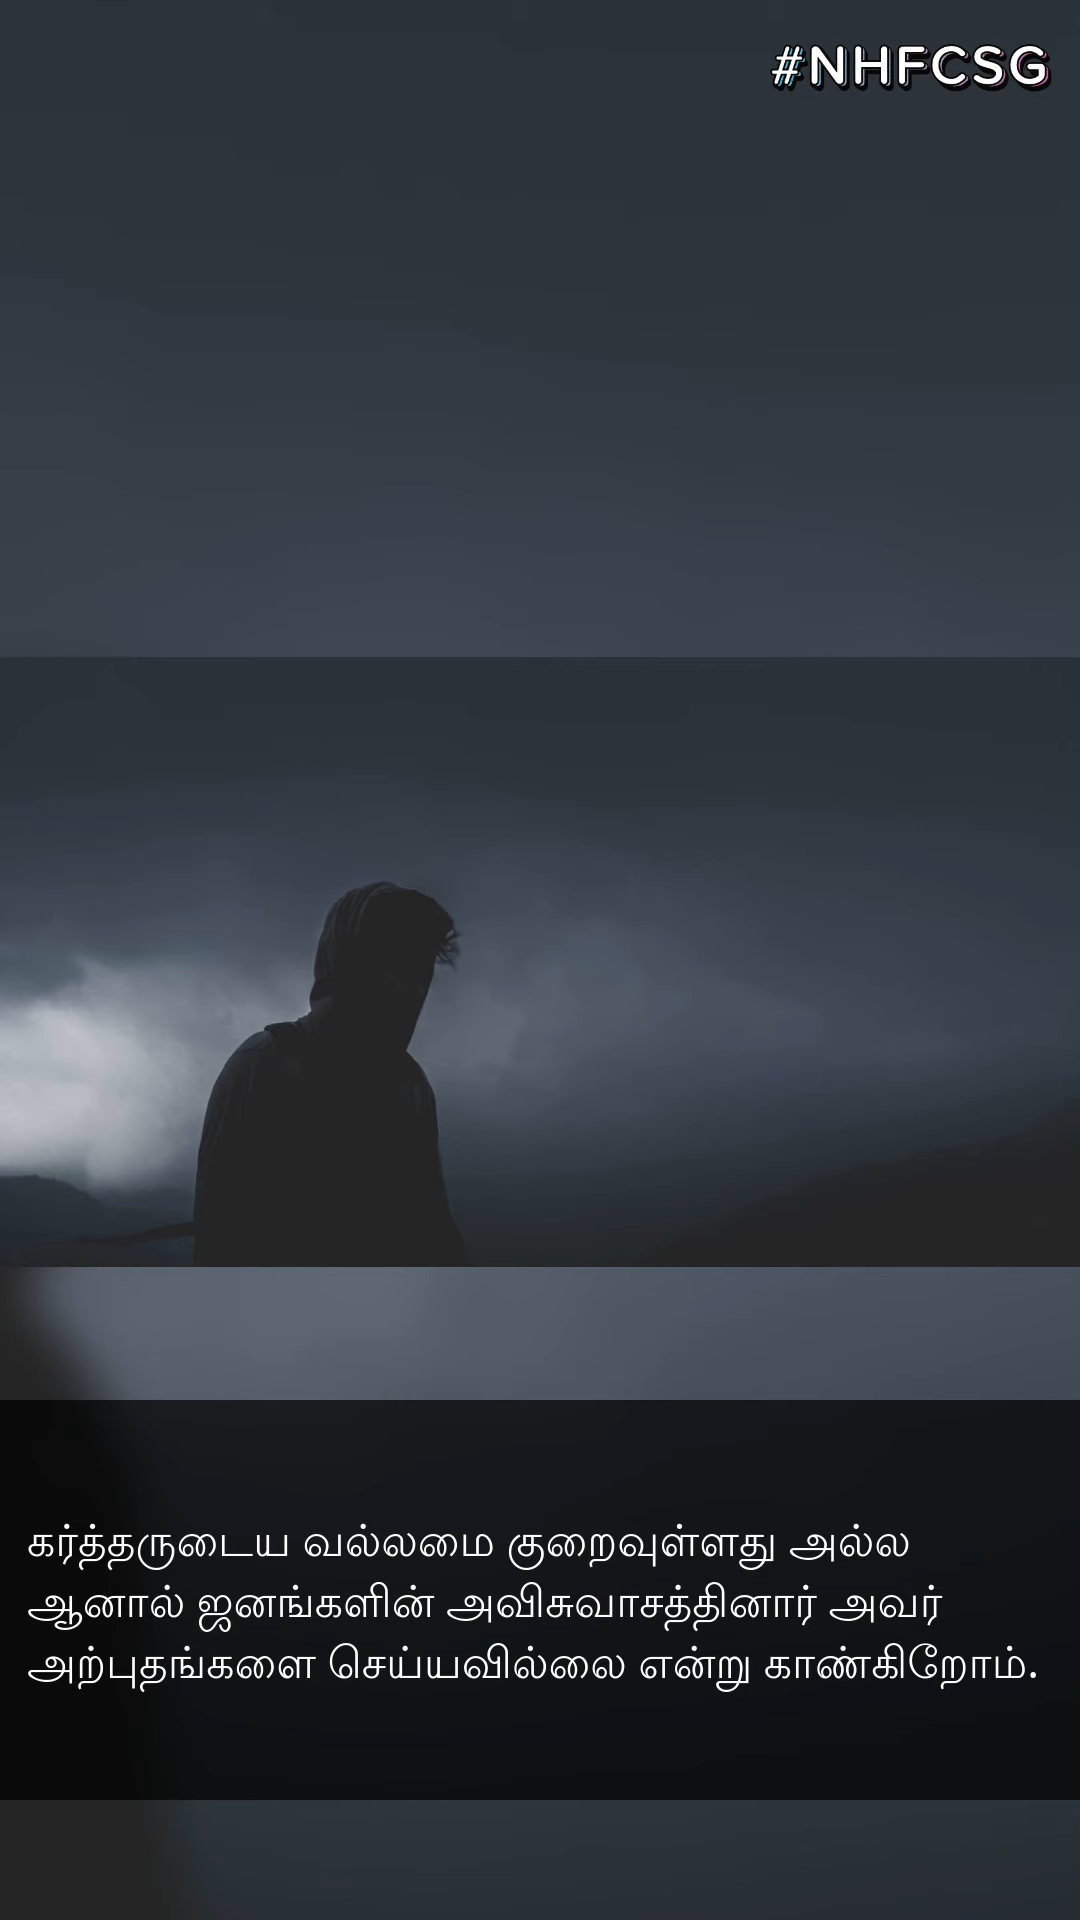 #NHFCSG
கர்த்தருடைய வல்லமை குறைவுள்ளது அல்ல
ஆனால் ஜனங்களின் அவிசுவாசத்தினார் அவர்
அற்புதங்களை செய்யவில்லை என்று காண்கிறோம்.